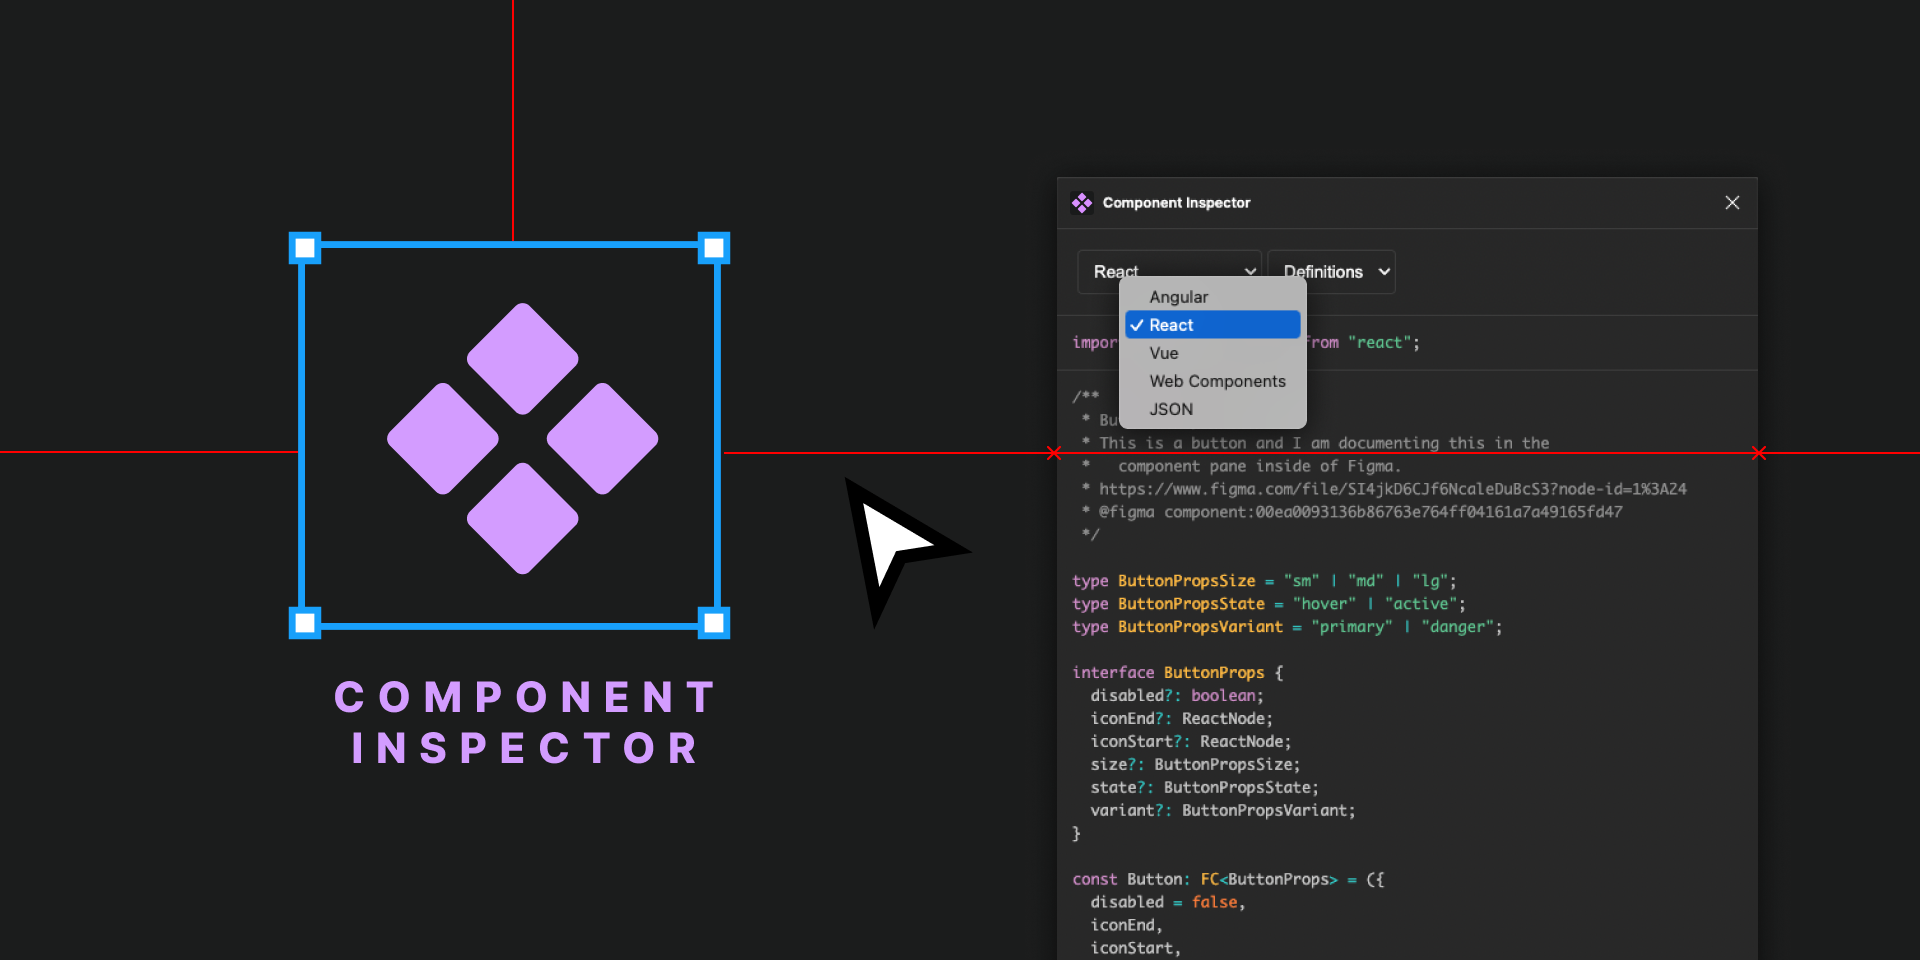 COMPONENT
INSPECTOR
Component Inspector
React
Definitions
Angular
React
Vue
Web Components
JSON
from "react";
/**
*
* This is a button and I am documenting this in the
*   component pane inside of Figma.
* https://www.figma.com/file/SI4jkD6CJf6NcaleDuBcS3?node-id=1%3A24
* @figma component:00ea0093136b86763e764ff04161a7a49165fd47
*/
type ButtonPropsSize = "sm" | "md" | "lg";
type ButtonPropsState = "hover" | "active";
type ButtonPropsVariant = "primary" | "danger";
interface ButtonProps {
disabled?: boolean;
iconEnd?: ReactNode;
iconStart?: ReactNode;
size?: ButtonPropsSize;
state?: ButtonPropsState;
variant?: ButtonPropsVariant;
}
const Button: FC<ButtonProps> = ({
disabled = false,
iconEnd,
iconStart,